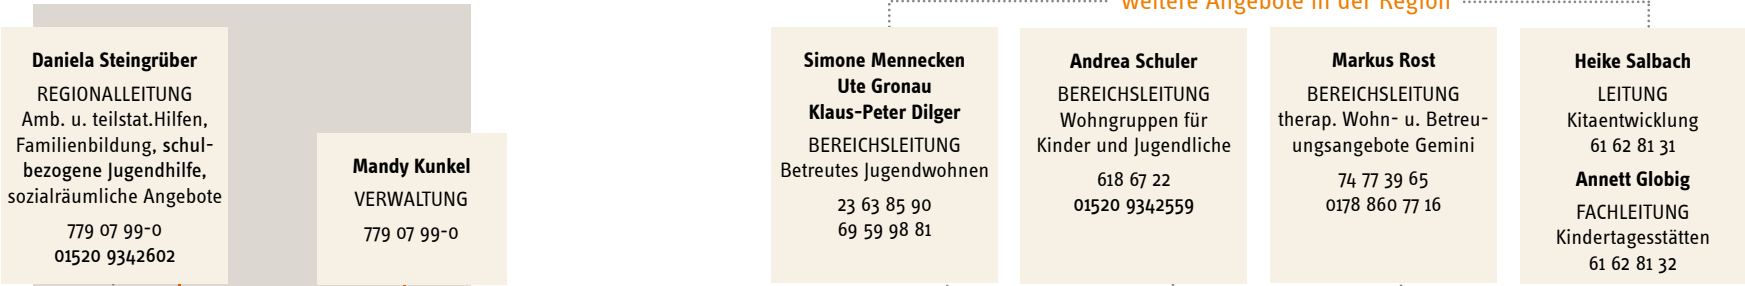 weitere Angebote in der Region
Daniela Steingrüber
REGIONALLEITUNG
Amb. u. teilstat.Hilfen,
Familienbildung, schul-
bezogene Jugendhilfe,
sozialräumliche Angebote
779 07 99-0
01520 9342602
Mandy Kunkel
VERWALTUNG
779 07 99-0
Simone Mennecken
Ute Gronau
Klaus-Peter Dilger
BEREICHSLEITUNG
Betreutes Jugendwohnen
23 63 85 90
69 59 98 81
Andrea Schuler
BEREICHSLEITUNG
Wohngruppen für
Kinder und Jugendliche
618 67 22
01520 9342559
Markus Rost
BEREICHSLEITUNG
therap. Wohn- u. Betreu-
ungsangebote Gemini
74 77 39 65
0178 860 77 16
Heike Salbach
LEITUNG
Kitaentwicklung
61 62 81 31
Annett Globig
FACHLEITUNG
Kindertagesstätten
61 62 81 32